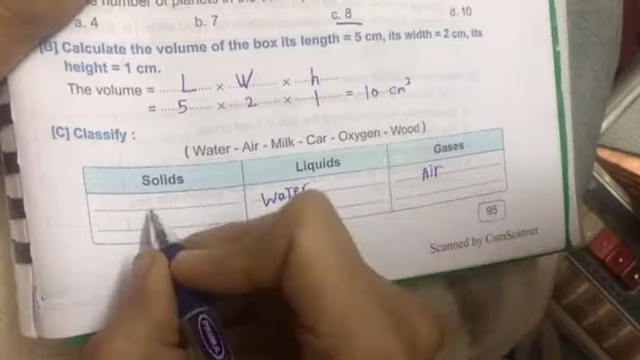 a. 4 b. 7 c. 8 d. 10
[B] Calculate the volume of the box its length = 5 cm, its width = 2 cm, its
height = 1 cm.
The volume = L × W × h
= 5 × 2 × 1 = 10 cm²
[C] Classify :
( Water - Air - Milk - Car - Oxygen - Wood )
Solids Liquids Gases
Water Air
95
Scanned by CamScanner